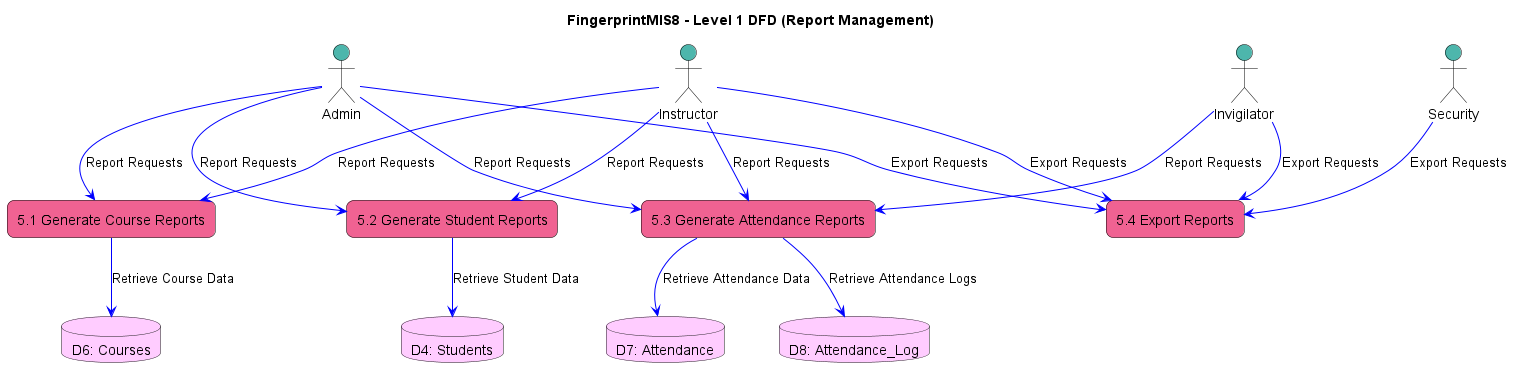 FingerprintMIS8 - Level 1 DFD (Report Management)
Admin
Instructor
Invigilator
Security
Report Requests
Report Requests
Report Requests
Report Requests
Report Requests
Report Requests
Export Requests
Export Requests
Report Requests
Export Requests
Export Requests
5.1 Generate Course Reports
5.2 Generate Student Reports
5.3 Generate Attendance Reports
5.4 Export Reports
Retrieve Course Data
Retrieve Student Data
Retrieve Attendance Data
Retrieve Attendance Logs
D6: Courses
D4: Students
D7: Attendance
D8: Attendance_Log